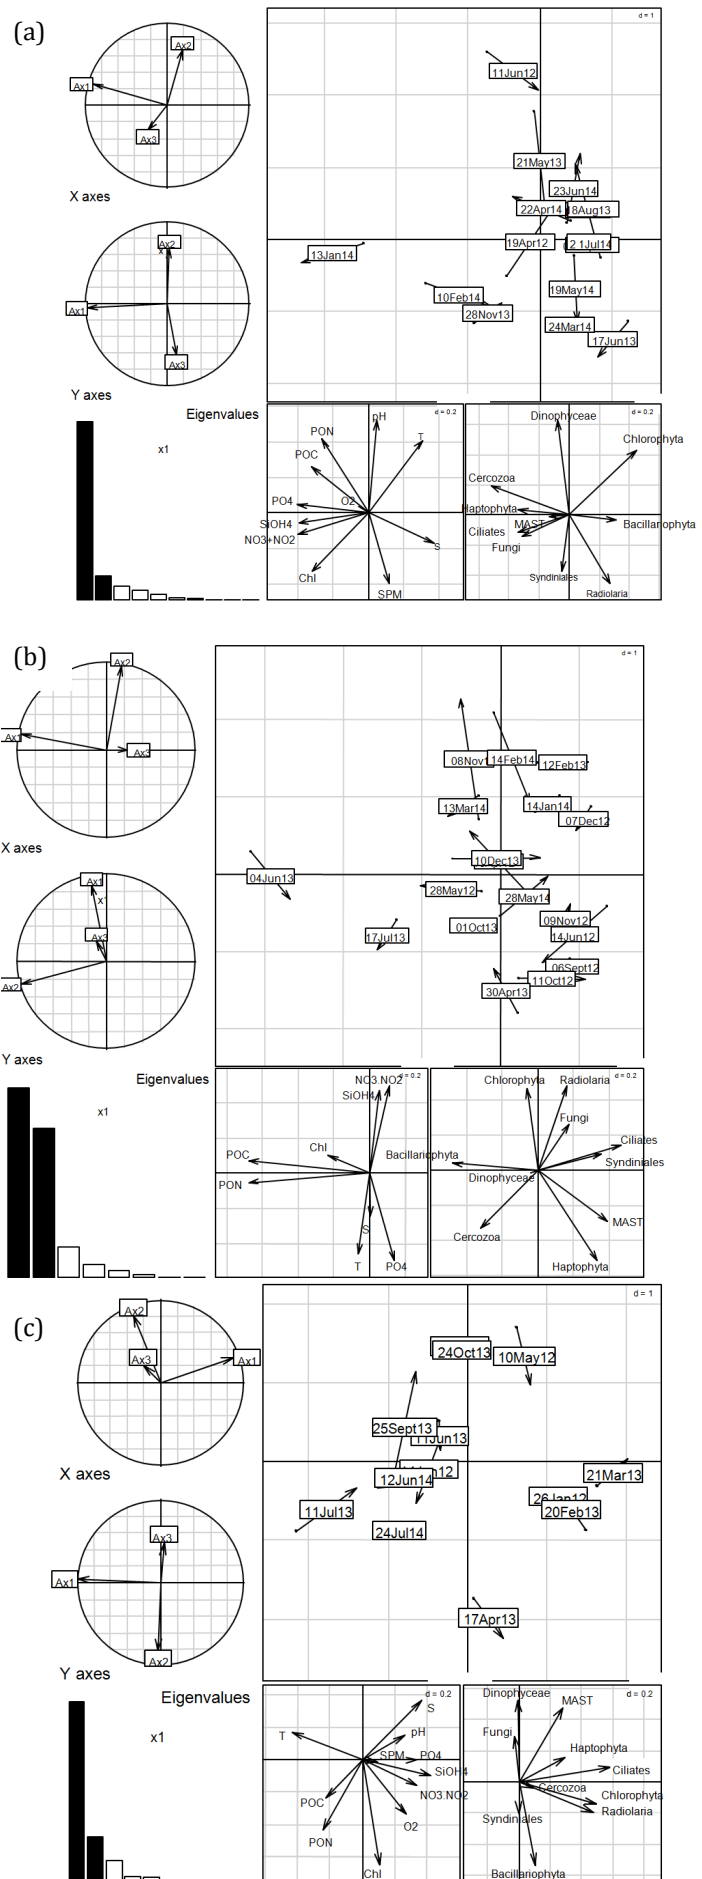 (a)
Ax2
Ax1
Ax3
X axes
Ax2
Ax1
Ax3
Y axes
d = 1
11Jun12
21May13
23Jun14
22Apr14
18Aug13
19Apr12
1Jul14
13Jan14
19May14
10Feb14
28Nov13
24Mar14
17Jun13
Eigenvalues
x1
d = 0.2
pH
PON
T
POC
PO4
O2
SiOH4
NO3+NO2
S
Chl
SPM
d = 0.2
Dinophyceae
Chlorophyta
Cercozoa
Haptophyta
MAST
Bacillariophyta
Ciliates
Fungi
Syndiniales
Radiolaria
(b)
Ax2
Ax1
Ax3
X axes
Ax1
x
Ax3
Ax2
Y axes
d = 1
08Nov1
14Feb14
12Feb13
13Mar14
14Jan14
07Dec12
10Dec13
04Jun13
28May12
28May14
01Oct13
09Nov12
17Jul13
14Jun12
06Sept12
11Oct12
30Apr13
Eigenvalues
x1
NO3.NO2
d = 0.2
SiOH4
Chl
POC
PON
S
T
PO4
d = 0.2
Chlorophyta
Radiolaria
Fungi
Ciliates
Bacillariophyta
Syndiniales
Dinophyceae
MAST
Cercozoa
Haptophyta
(c)
Ax2
Ax3
Ax1
X axes
Ax3
Ax1
Ax2
Y axes
d = 1
24Oct13
10May12
25Sept13
11Jun13
12Jun14
21Mar13
11Jul13
26Jan12
20Feb13
24Jul14
17Apr13
Eigenvalues
x1
d = 0.2
S
T
pH
SPM
PO4
SiOH4
NO3.NO2
POC
O2
PON
Chl
d = 0.2
Dinophyceae
MAST
Fungi
Haptophyta
Ciliates
Cercozoa
Chlorophyta
Radiolaria
Syndiniales
Bacillariophyta